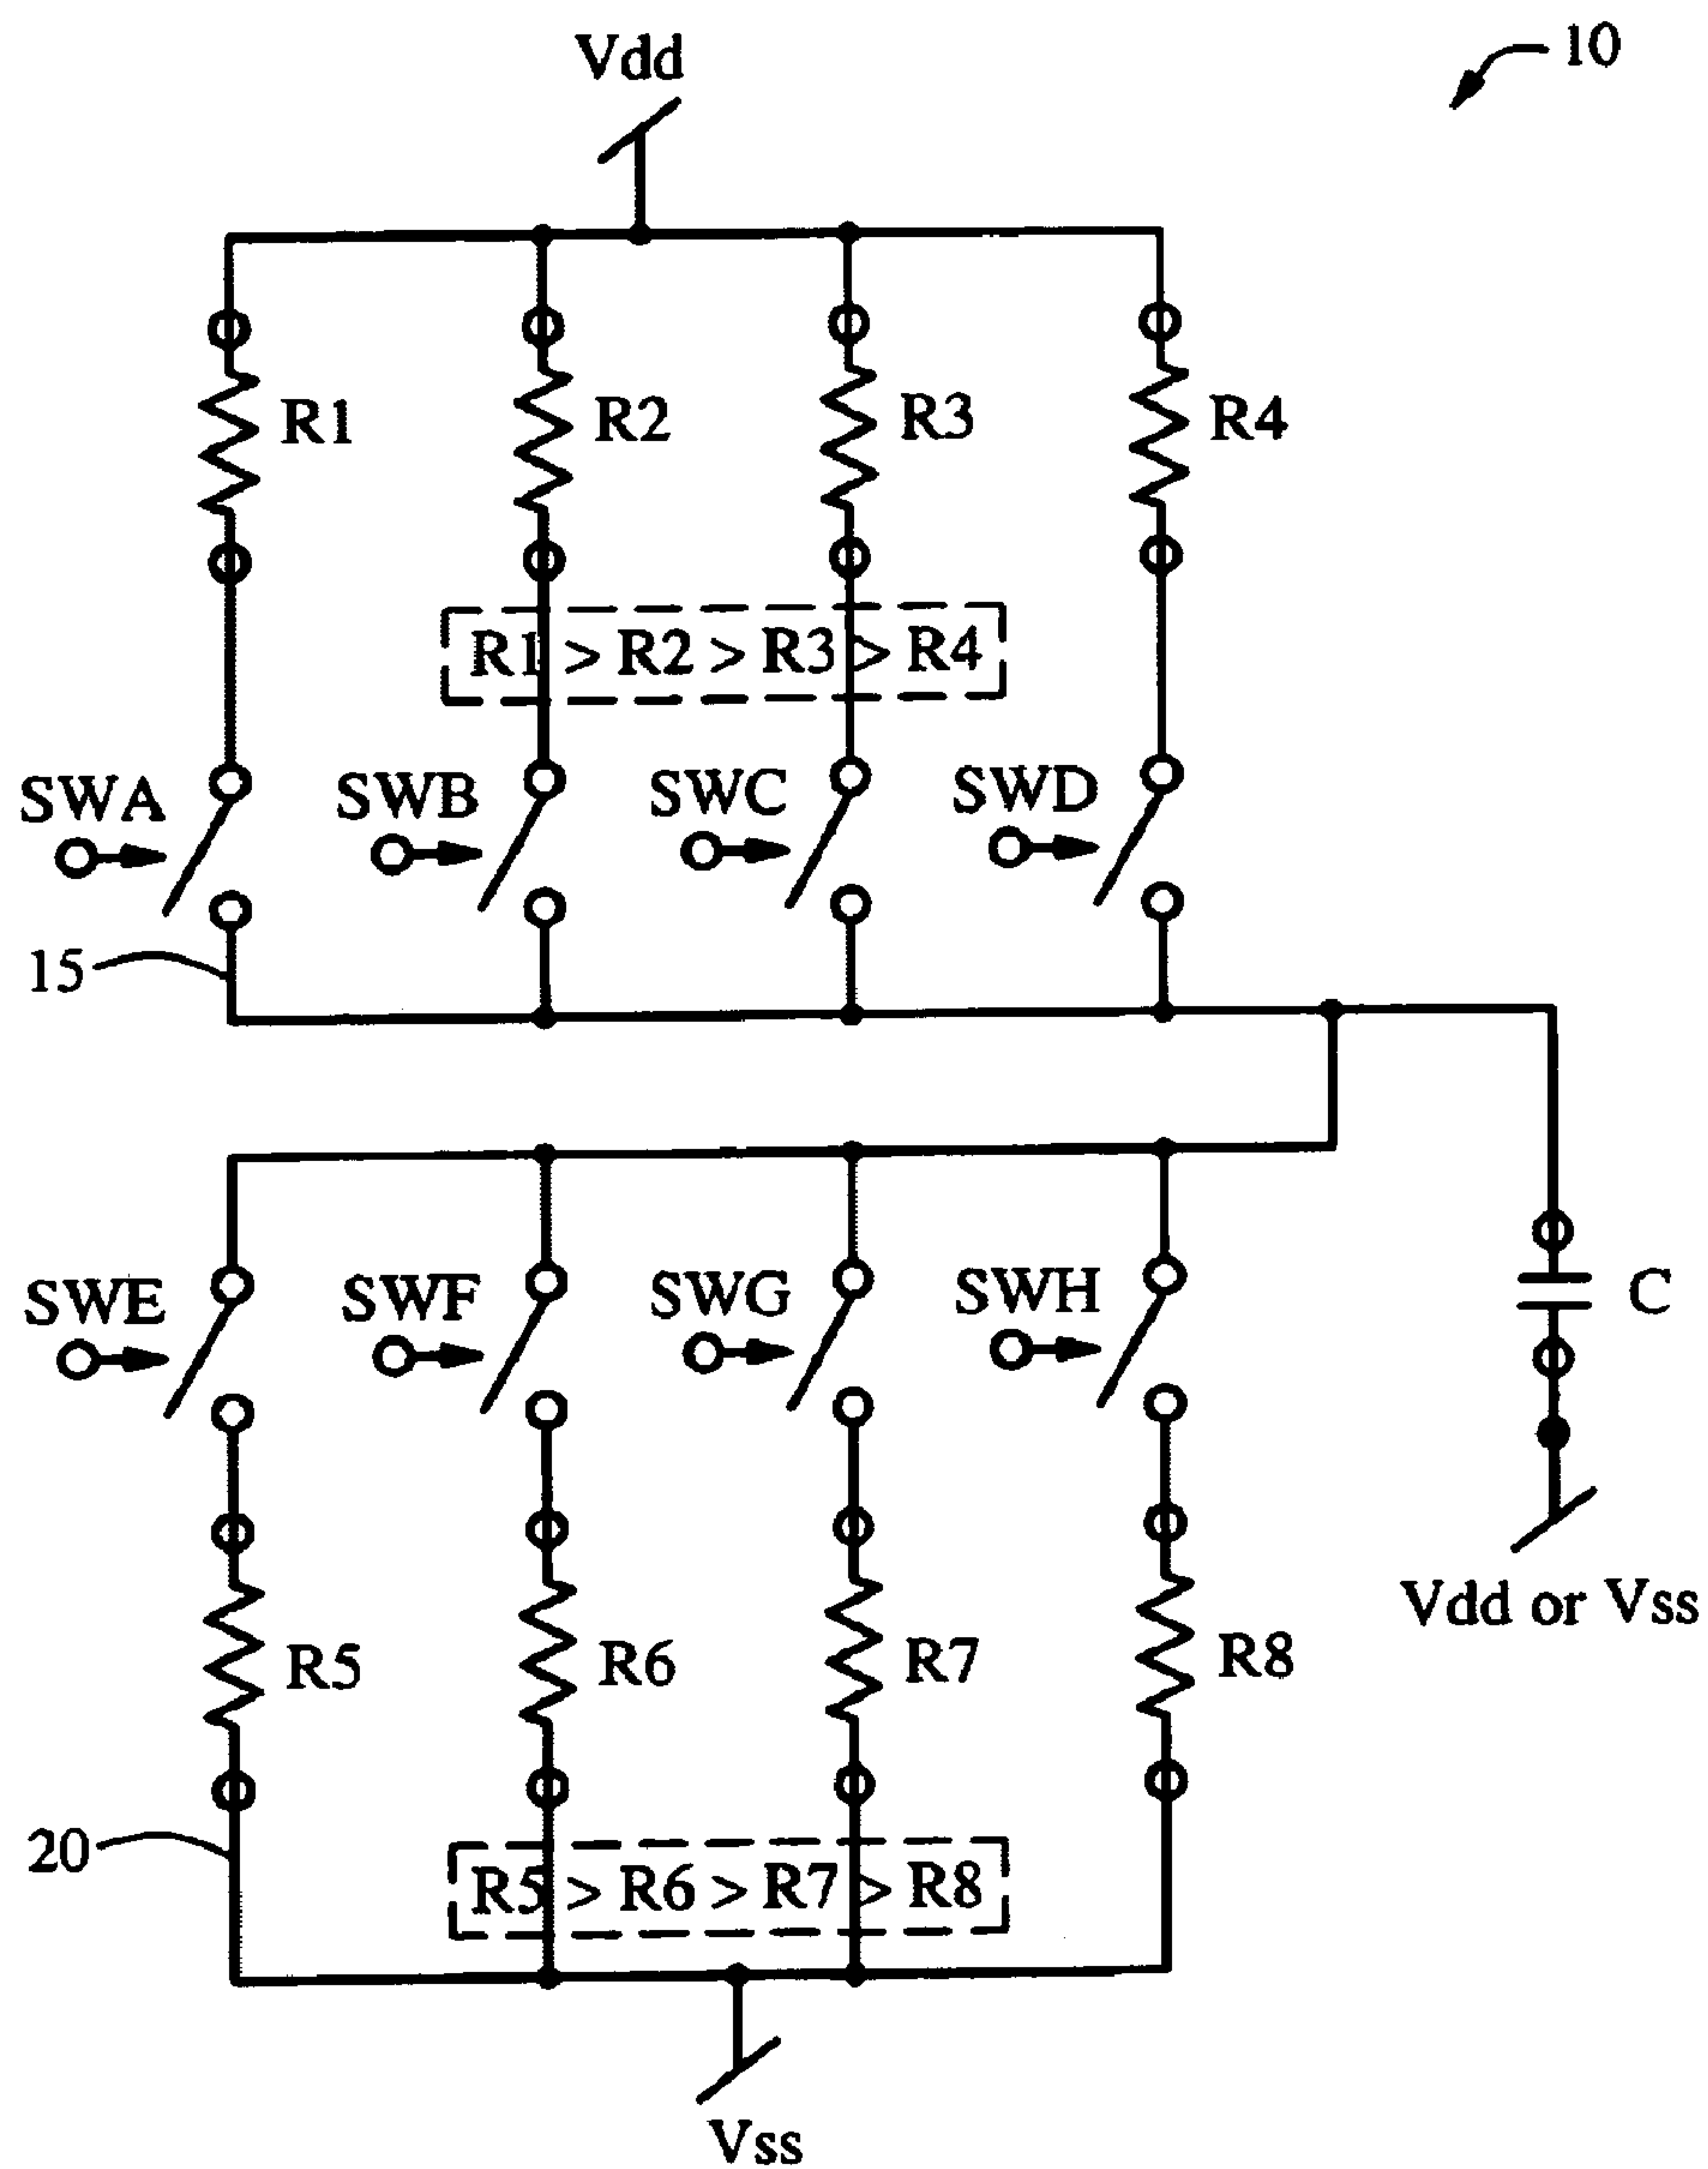 Vdd
10
R1
R2
R3
R4
R1 > R2 > R3 > R4
SWA
SWB
SWC
SWD
15
SWE
SWF
SWG
SWH
C
Vdd or Vss
R5
R6
R7
R8
20
R5 > R6 > R7 > R8
Vss